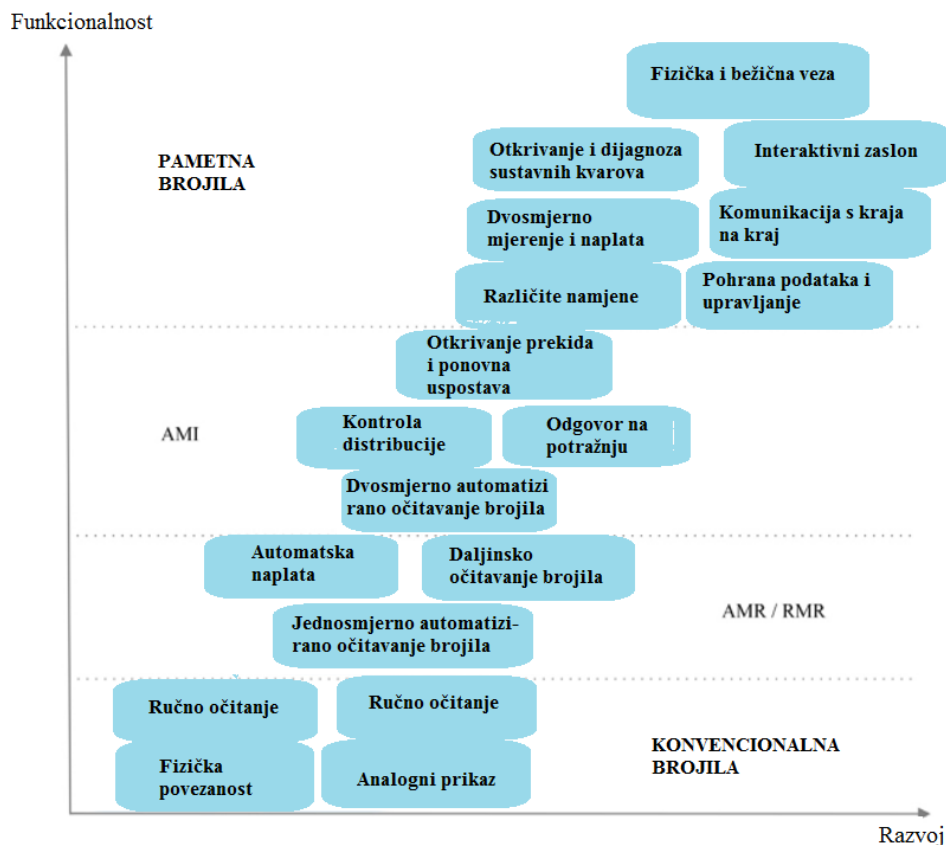 Funkcionalnost
Fizička i bežična veza
PAMETNA
BROJILA
Otkrivanje i dijagnoza
sustavnih kvarova
Interaktivni zaslon
Dvosmjerno
mjerenje i naplata
Komunikacija s kraja
na kraj
Različite namjene
Pohrana podataka i
upravljanje
Otkrivanje prekida
i ponovna
uspostava
AMI
Kontrola
distribucije
Odgovor na
potražnju
Dvosmjerno automatizi
rano očitavanje brojila
Automatska
naplata
Daljinsko
očitavanje brojila
AMR / RMR
Jednosmjerno automatizi-
rano očitavanje brojila
Ručno očitanje
Ručno očitanje
KONVENCIONALNA
BROJILA
Fizička
povezanost
Analogni prikaz
Razvoj